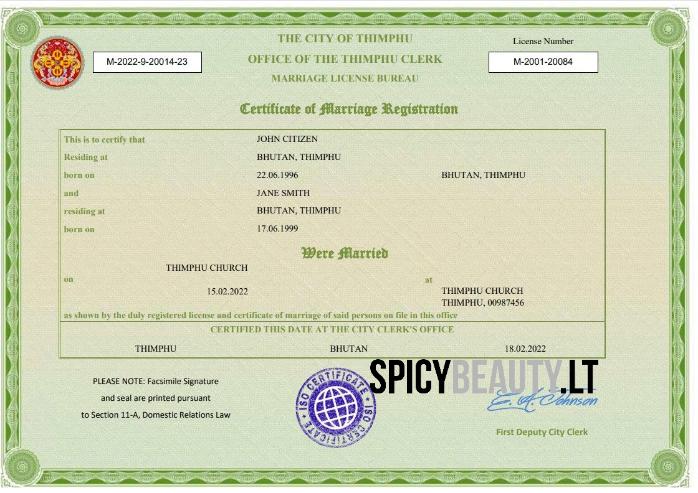 THE CITY OF THIMPHU
License Number
M-2022-9-20014-23
OFFICE OF THE THIMPHU CLERK
M-2001-20084
MARRIAGE LICENSE BUREAU
Certificate of Marriage Registration
This is to certify that JOHN CITIZEN
Residing at BHUTAN, THIMPHU
born on 22.06.1996 BHUTAN, THIMPHU
and JANE SMITH
residing at BHUTAN, THIMPHU
born on 17.06.1999
Were Married
THIMPHU CHURCH
on at
15.02.2022 THIMPHU CHURCH
THIMPHU, 00987456
as shown by the duly registered license and certificate of marriage of said persons on file in this office
CERTIFIED THIS DATE AT THE CITY CLERK'S OFFICE
THIMPHU BHUTAN 18.02.2022
PLEASE NOTE: Facsimile Signature
and seal are printed pursuant
to Section 11-A, Domestic Relations Law
ISO CERTIFICATE
ISO CERTIFICATE
SPICYBEAUTY.LT
E. A. Johnson
First Deputy City Clerk